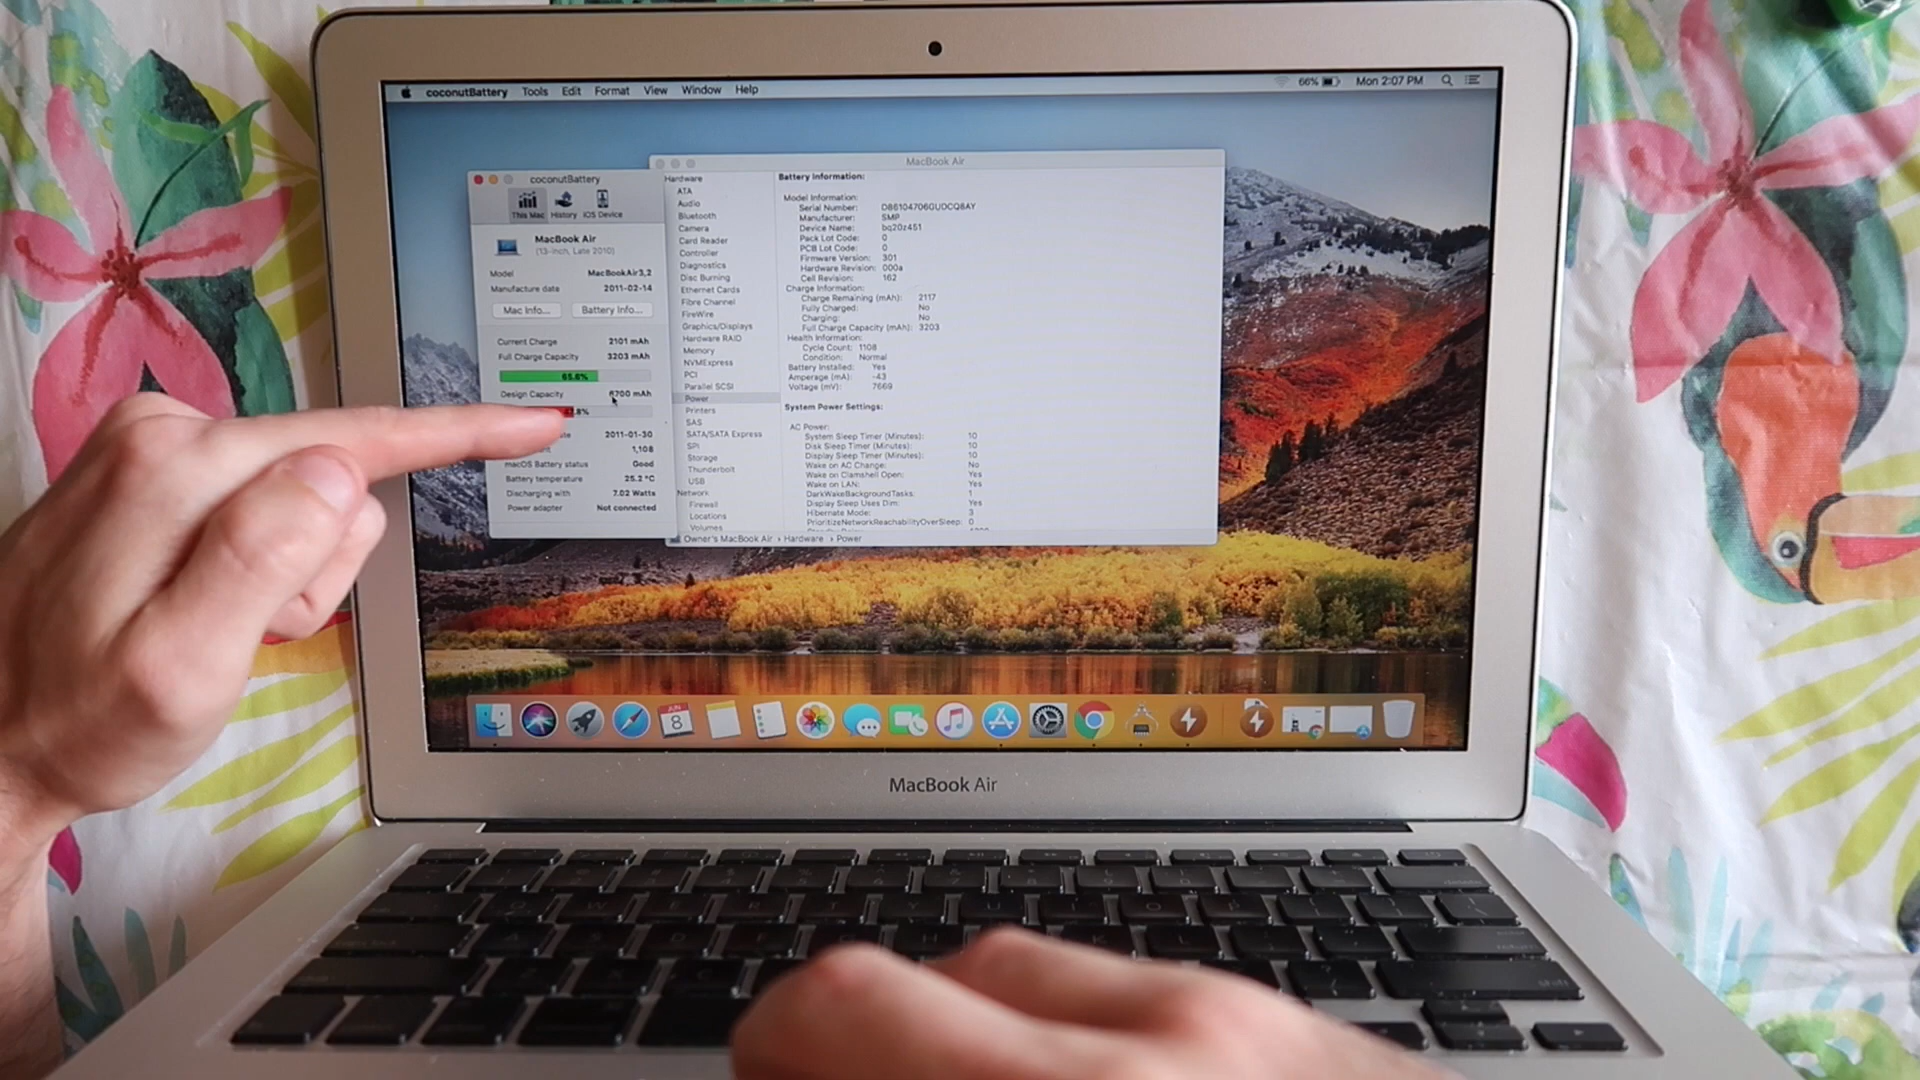 coconutBattery Tools Edit Format View Window Help 66% Mon 2:07 PM
coconutBattery
This Mac History iOS Device
MacBook Air
(13-inch, Late 2010)
Model MacBookAir3,2
Manufacture date 2011-02-14
Mac Info... Battery Info...
Current Charge 2101 mAh
Full Charge Capacity 3203 mAh
65.6%
Design Capacity 6700 mAh
.8%
2011-01-30
1,108
macOS Battery status Good
Battery temperature 25.2 °C
Discharging with 7.02 Watts
Power adapter Not connected
MacBook Air
Hardware
ATA
Audio
Bluetooth
Camera
Card Reader
Controller
Diagnostics
Disc Burning
Ethernet Cards
Fibre Channel
FireWire
Graphics/Displays
Hardware RAID
Memory
NVMExpress
PCI
Parallel SCSI
Power
Printers
SAS
SATA/SATA Express
SPI
Storage
Thunderbolt
USB
Network
Firewall
Locations
Volumes
Battery Information:
Model Information:
Serial Number: D86104706GUDCQ8AY
Manufacturer: SMP
Device Name: bq20z451
Pack Lot Code: 0
PCB Lot Code: 0
Firmware Version: 301
Hardware Revision: 000a
Cell Revision: 162
Charge Information:
Charge Remaining (mAh): 2117
Fully Charged: No
Charging: No
Full Charge Capacity (mAh): 3203
Health Information:
Cycle Count: 1108
Condition: Normal
Battery Installed: Yes
Amperage (mA): -43
Voltage (mV): 7669
System Power Settings:
AC Power:
System Sleep Timer (Minutes): 10
Disk Sleep Timer (Minutes): 10
Display Sleep Timer (Minutes): 10
Wake on AC Change: No
Wake on Clamshell Open: Yes
Wake on LAN: Yes
DarkWakeBackgroundTasks: 1
Display Sleep Uses Dim: Yes
Hibernate Mode: 3
PrioritizeNetworkReachabilityOverSleep: 0
Owner's MacBook Air › Hardware › Power
JUN
8
MacBook Air